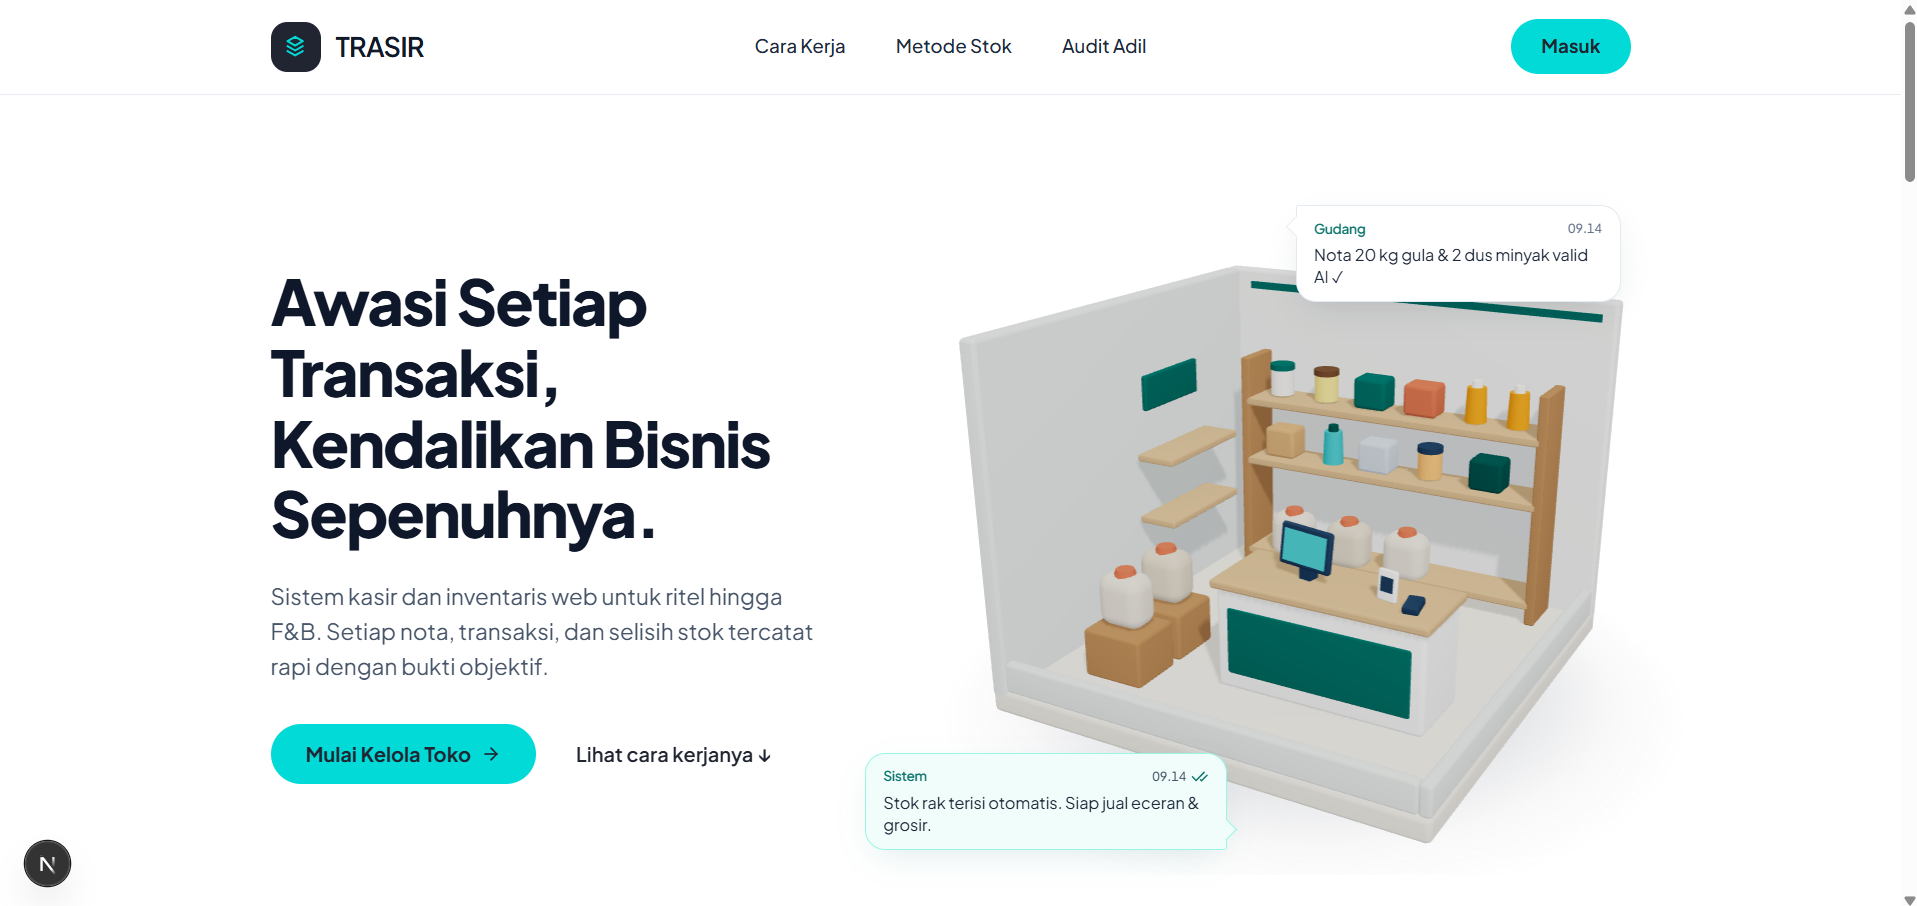 TRASIR
Cara Kerja
Metode Stok
Audit Adil
Masuk
Awasi Setiap
Transaksi,
Kendalikan Bisnis
Sepenuhnya.
Sistem kasir dan inventaris web untuk ritel hingga
F&B. Setiap nota, transaksi, dan selisih stok tercatat
rapi dengan bukti objektif.
Mulai Kelola Toko →
Lihat cara kerjanya ↓
Gudang 09.14
Nota 20 kg gula & 2 dus minyak valid
AI ✓
Sistem 09.14
Stok rak terisi otomatis. Siap jual eceran &
grosir.
N